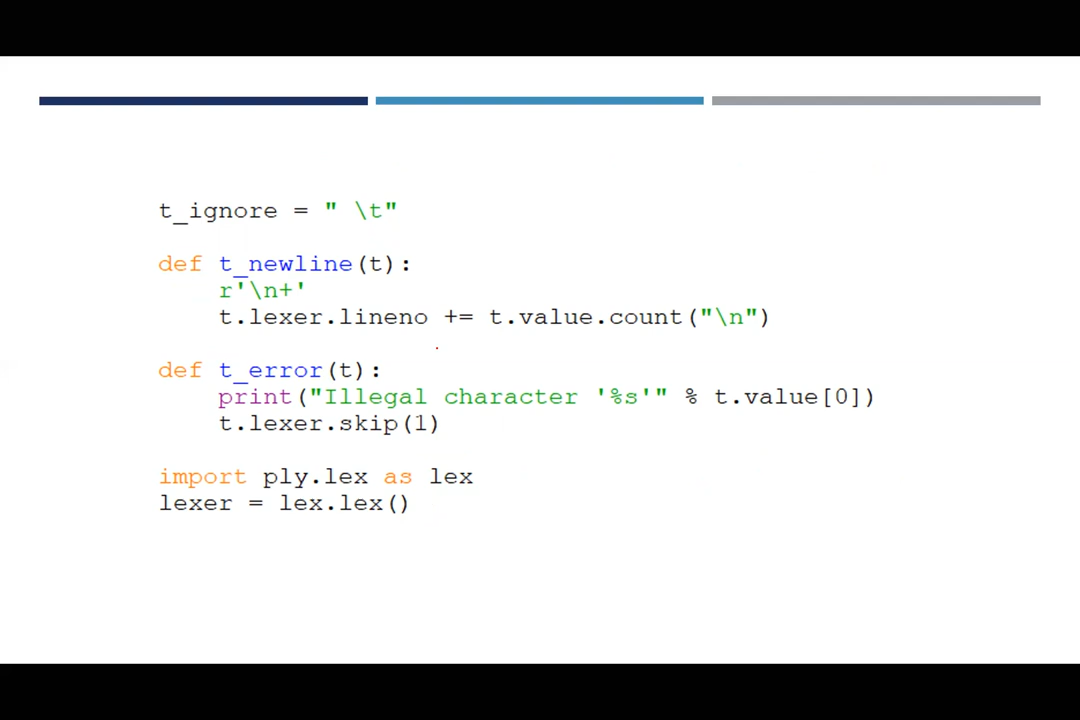 t_ignore = " \t"
def t_newline(t):
r'\n+'
t.lexer.lineno += t.value.count("\n")
def t_error(t):
print("Illegal character '%s'" % t.value[0])
t.lexer.skip(1)
import ply.lex as lex
lexer = lex.lex()